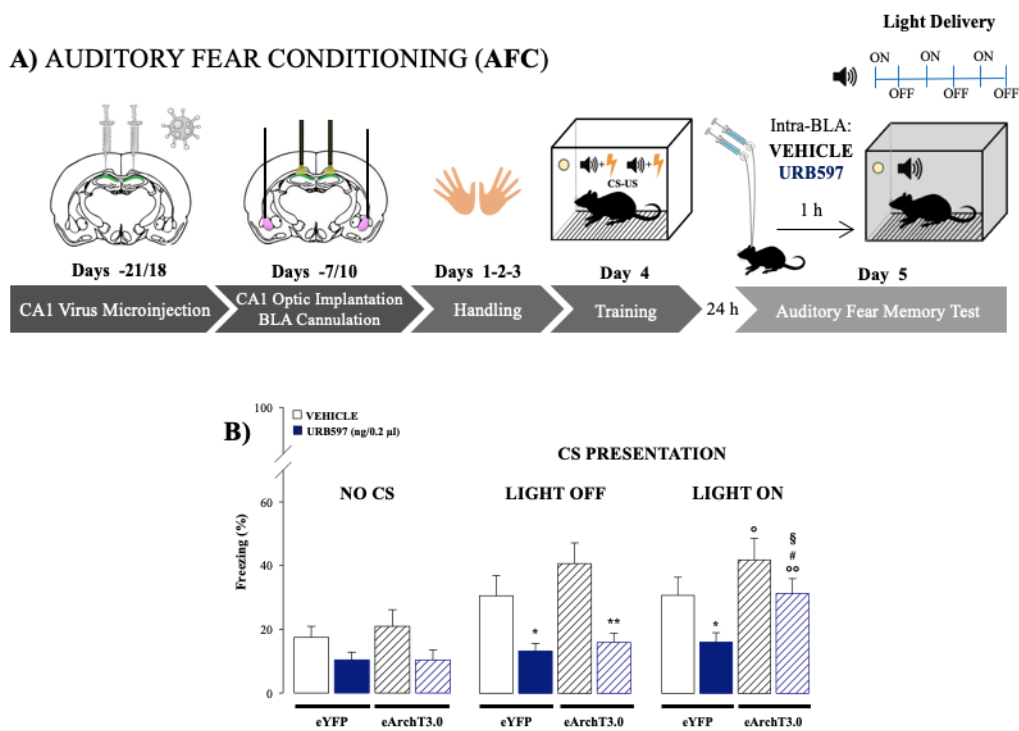 Light Delivery
A) AUDITORY FEAR CONDITIONING (AFC)
ON ON ON
OFF OFF OFF
Intra-BLA:
VEHICLE
URB597
1 h
+ +
CS-US
Days -21/18
Days -7/10
Days 1-2-3
Day 4
Day 5
CA1 Virus Microinjection
CA1 Optic Implantation
BLA Cannulation
Handling
Training
24 h
Auditory Fear Memory Test
B)
VEHICLE
URB597 (ng/0.2 µl)
CS PRESENTATION
NO CS
LIGHT OFF
LIGHT ON
Freezing (%)
100
60
40
20
0
*
**
*
°
§
#
°°
eYFP eArchT3.0 eYFP eArchT3.0 eYFP eArchT3.0